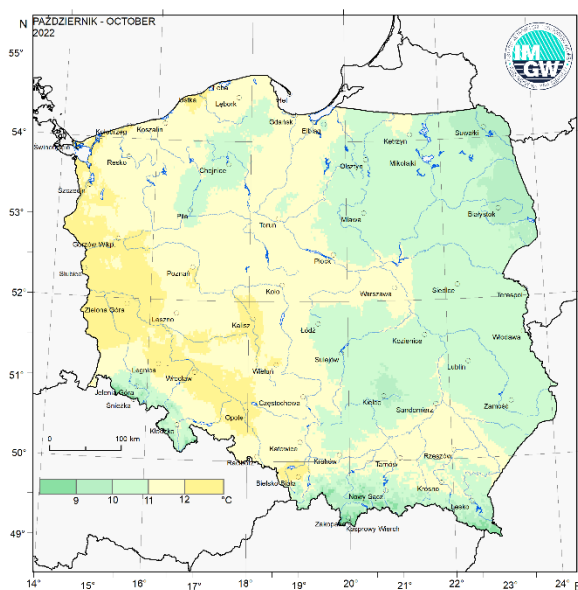 N
PAŹDZIERNIK - OCTOBER
2022
IM
GW
55°
54°
53°
52°
51°
50°
49°
Łeba
Lębork
Hel
Ustka
Gdańsk
Elbląg
Kołobrzeg
Koszalin
Świnoujście
Resko
Kętrzyn
Suwałki
Olsztyn
Mikołajki
Chojnice
Szczecin
Piła
Białystok
Mława
Toruń
Gorzów Wlkp.
Płock
Poznań
Słubice
Koło
Warszawa
Siedlce
Terespol
Zielona Góra
Leszno
Kalisz
Łódź
Kozienice
Włodawa
Sulejów
Legnica
Wrocław
Wieluń
Lublin
Jelenia Góra
Śnieżka
Częstochowa
Kielce
Sandomierz
Zamość
Opole
Kłodzko
Katowice
Racibórz
Kraków
Tarnów
Rzeszów
Bielsko-Biała
Nowy Sącz
Krosno
Lesko
Zakopane
Kasprowy Wierch
0 100 km
9 10 11 12 °C
14° 15° 16° 17° 18° 19° 20° 21° 22° 23° 24° E